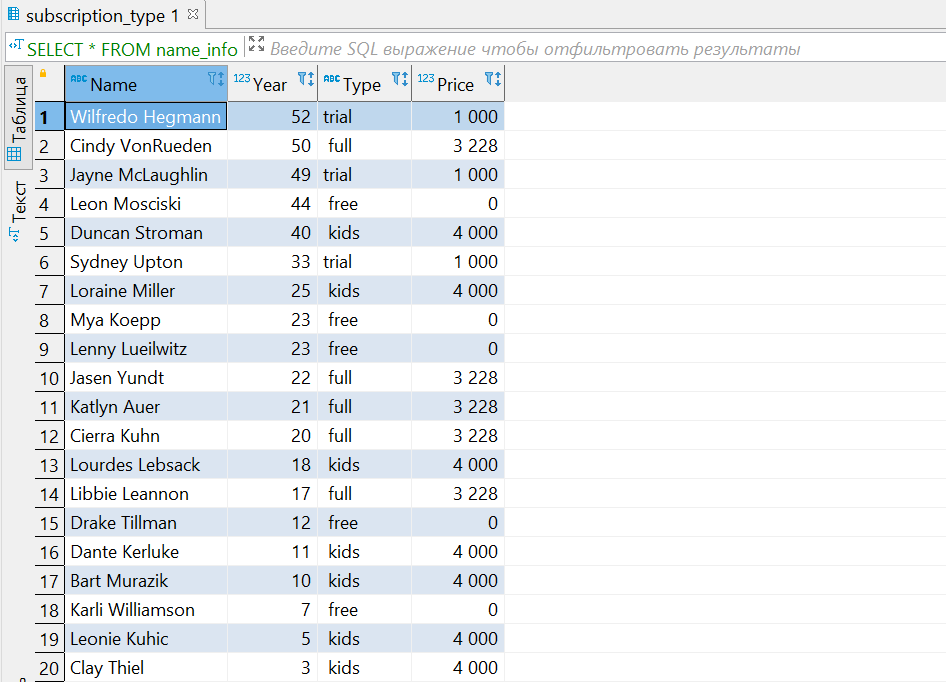 subscription_type 1
SELECT * FROM name_info Введите SQL выражение чтобы отфильтровать результаты
Таблица
Текст
ABC Name 123 Year ABC Type 123 Price
1 Wilfredo Hegmann 52 trial 1 000
2 Cindy VonRueden 50 full 3 228
3 Jayne McLaughlin 49 trial 1 000
4 Leon Mosciski 44 free 0
5 Duncan Stroman 40 kids 4 000
6 Sydney Upton 33 trial 1 000
7 Loraine Miller 25 kids 4 000
8 Mya Koepp 23 free 0
9 Lenny Lueilwitz 23 free 0
10 Jasen Yundt 22 full 3 228
11 Katlyn Auer 21 full 3 228
12 Cierra Kuhn 20 full 3 228
13 Lourdes Lebsack 18 kids 4 000
14 Libbie Leannon 17 full 3 228
15 Drake Tillman 12 free 0
16 Dante Kerluke 11 kids 4 000
17 Bart Murazik 10 kids 4 000
18 Karli Williamson 7 free 0
19 Leonie Kuhic 5 kids 4 000
20 Clay Thiel 3 kids 4 000